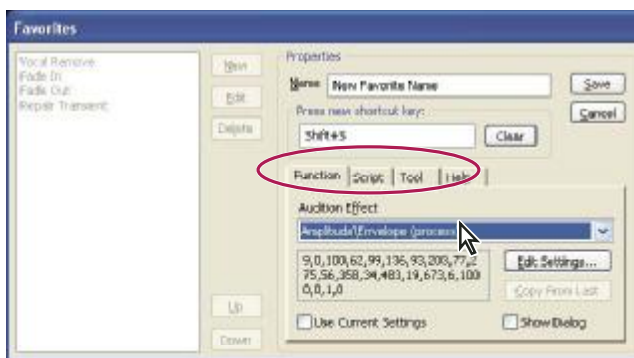 Favorites
Vocal Remove
Fade In
Fade Out
Repair Transient
New
Edit
Delete
Up
Down
Properties
Name New Favorite Name
Save
Press new shortcut key:
Cancel
Shift+S
Clear
Function Script Tool Help
Audition Effect
Amplitude\Envelope (process
9,0,100,62,99,136,93,203,77,2
75,56,358,34,483,19,673,6,100
0,0,1,0
Edit Settings...
Copy From Last
Use Current Settings
Show Dialog